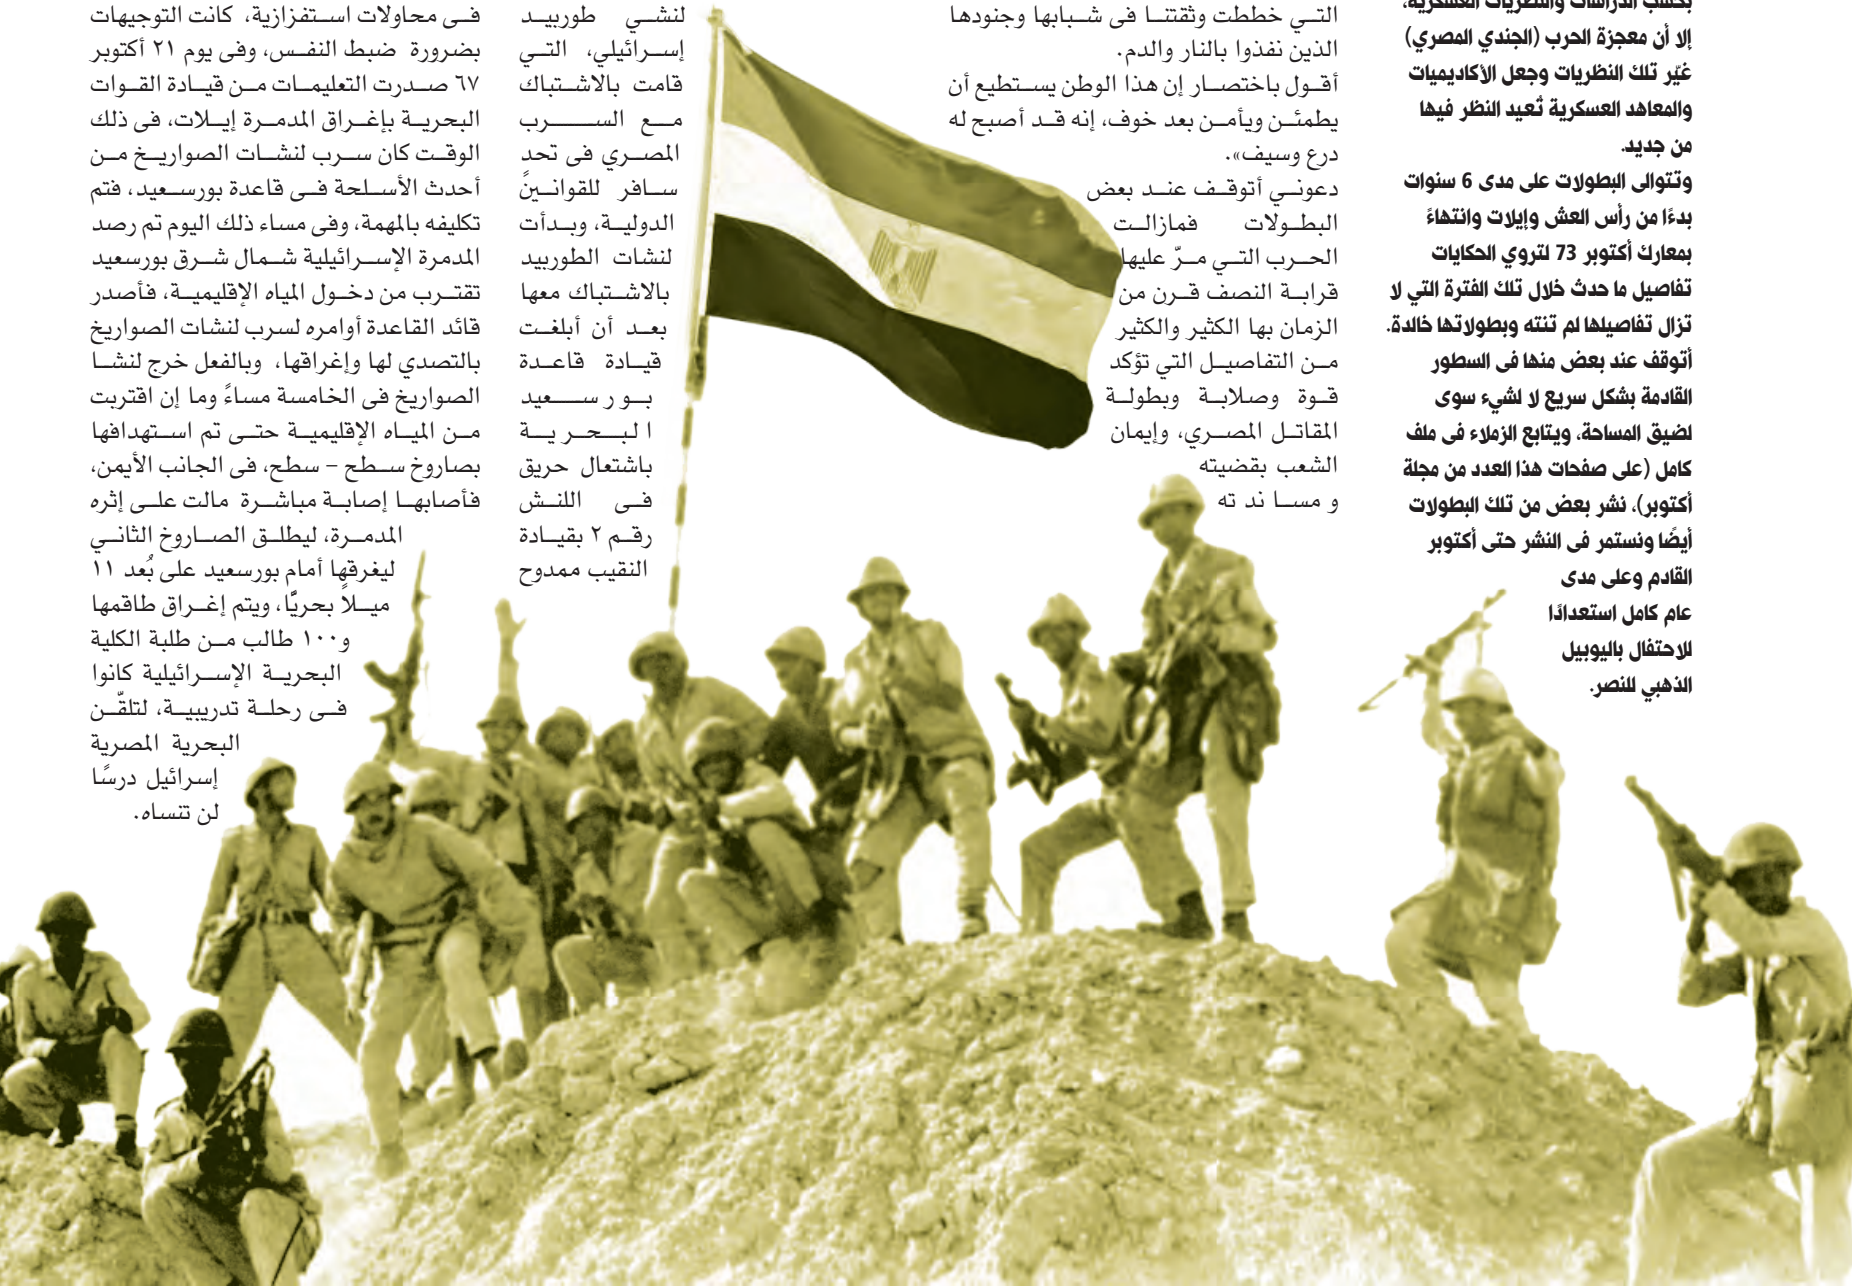 بحسب الدراسات والنظريات العسكرية،
إلا أن معجزة الحرب (الجندي المصري)
غيّر تلك النظريات وجعل الأكاديميات
والمعاهد العسكرية تُعيد النظر فيها
من جديد.
وتتوالى البطولات على مدى 6 سنوات
بدءًا من رأس العش وإيلات وانتهاءً
بمعارك أكتوبر 73 لتروي الحكايات
تفاصيل ما حدث خلال تلك الفترة التي لا
تزال تفاصيلها لم تنته وبطولاتها خالدة.
أتوقف عند بعض منها فى السطور
القادمة بشكل سريع لا لشيء سوى
لضيق المساحة، ويتابع الزملاء فى ملف
كامل (على صفحات هذا العدد من مجلة
أكتوبر)، نشر بعض من تلك البطولات
أيضًا ونستمر فى النشر حتى أكتوبر
القادم وعلى مدى
عام كامل استعدادًا
للاحتفال باليوبيل
الذهبي للنصر.
التي خططت وثقتنا فى شبابها وجنودها
الذين نفذوا بالنار والدم.
أقول باختصار إن هذا الوطن يستطيع أن
يطمئن ويأمن بعد خوف، إنه قد أصبح له
درع وسيف».
دعوني أتوقف عند بعض
البطولات فمازالت
الحرب التي مرّ عليها
قرابة النصف قرن من
الزمان بها الكثير والكثير
من التفاصيل التي تؤكد
قوة وصلابة وبطولة
المقاتل المصري، وإيمان
الشعب بقضيته
و مسا ند ته
لنشي طوربيد
إسرائيلي، التي
قامت بالاشتباك
مع السرب
المصري فى تحد
سافر للقوانينً
الدولية، وبدأت
لنشات الطوربيد
بالاشتباك معها
بعد أن أبلغت
قيادة قاعدة
بورسعيد
البحرية
باشتعال حريق
فى اللنش
رقم ٢ بقيادة
النقيب ممدوح
فى محاولات استفزازية، كانت التوجيهات
بضرورة ضبط النفس، وفى يوم ٢١ أكتوبر
٦٧ صدرت التعليمات من قيادة القوات
البحرية بإغراق المدمرة إيلات، فى ذلك
الوقت كان سرب لنشات الصواريخ من
أحدث الأسلحة فى قاعدة بورسعيد، فتم
تكليفه بالمهمة، وفى مساء ذلك اليوم تم رصد
المدمرة الإسرائيلية شمال شرق بورسعيد
تقترب من دخول المياه الإقليمية، فأصدر
قائد القاعدة أوامره لسرب لنشات الصواريخ
بالتصدي لها وإغراقها، وبالفعل خرج لنشا
الصواريخ فى الخامسة مساءً وما إن اقتربت
من المياه الإقليمية حتى تم استهدافها
بصاروخ سطح – سطح، فى الجانب الأيمن،
فأصابها إصابة مباشرة مالت على إثره
المدمرة، ليطلق الصاروخ الثاني
ليغرقها أمام بورسعيد على بُعد ١١
ميلاً بحريًّا، ويتم إغراق طاقمها
و١٠٠ طالب من طلبة الكلية
البحرية الإسرائيلية كانوا
فى رحلة تدريبية، لتلقّن
البحرية المصرية
إسرائيل درسًا
لن تتساه.